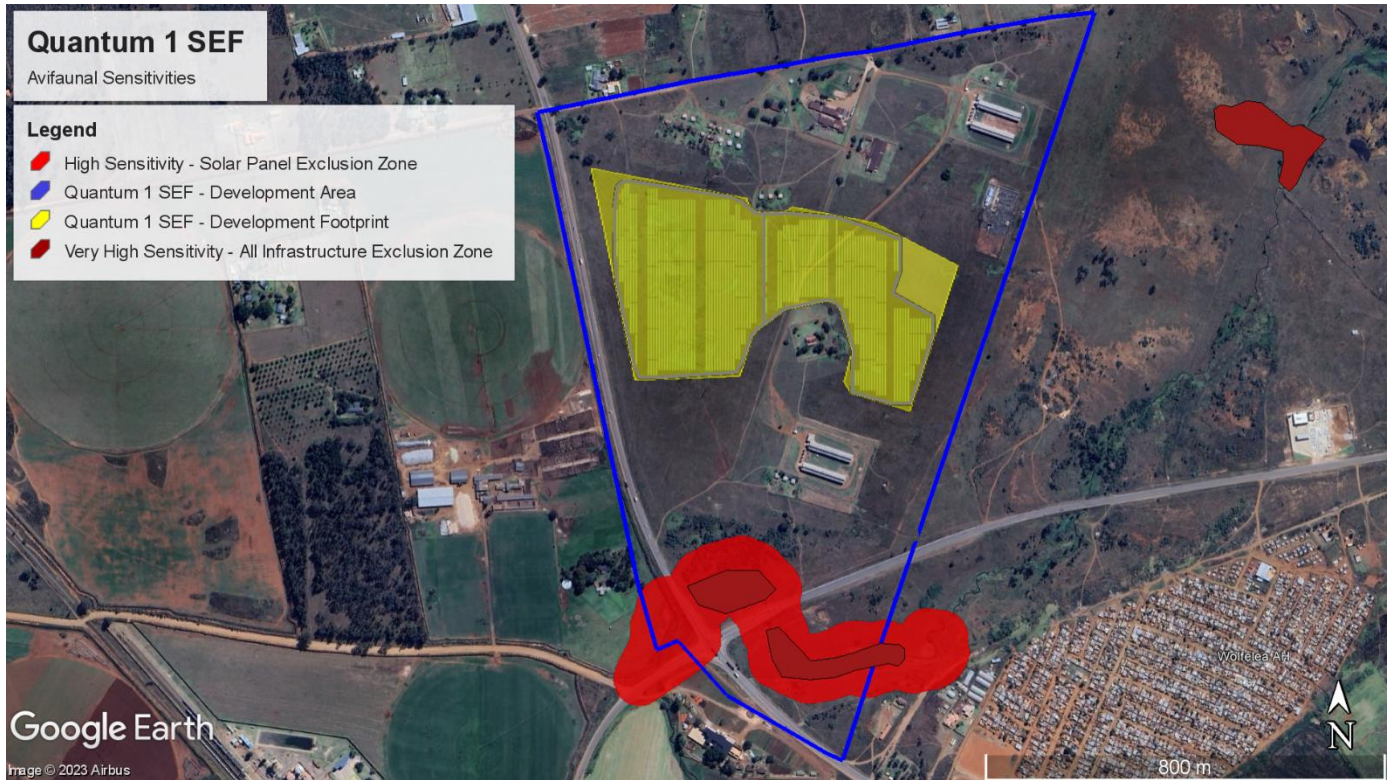 Quantum 1 SEF
Avifaunal Sensitivities
Legend
High Sensitivity - Solar Panel Exclusion Zone
Quantum 1 SEF - Development Area
Quantum 1 SEF - Development Footprint
Very High Sensitivity - All Infrastructure Exclusion Zone
Wolfelea AH
N
Google Earth
Image © 2023 Airbus
800 m